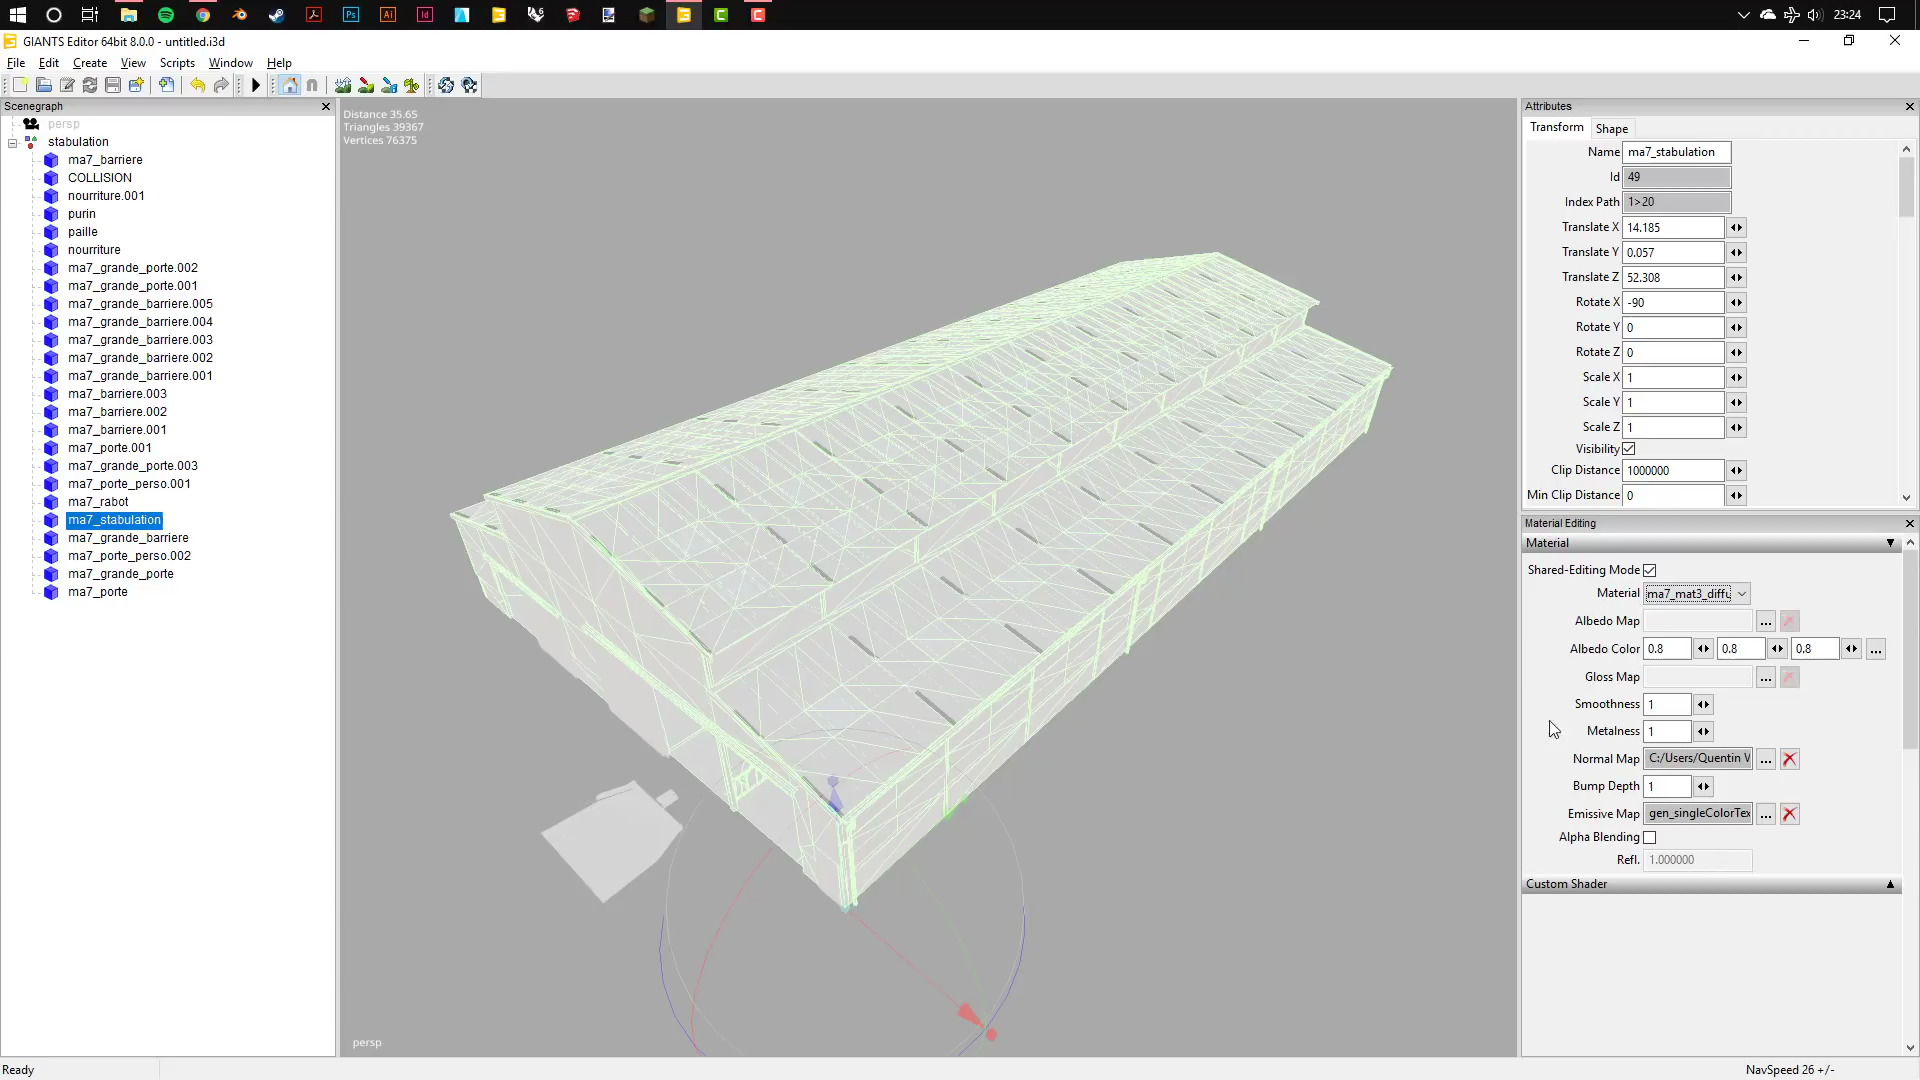 23:24
GIANTS Editor 64bit 8.0.0 - untitled.i3d
File Edit Create View Scripts Window Help
Scenegraph
persp
stabulation
ma7_barriere
COLLISION
nourriture.001
purin
paille
nourriture
ma7_grande_porte.002
ma7_grande_porte.001
ma7_grande_barriere.005
ma7_grande_barriere.004
ma7_grande_barriere.003
ma7_grande_barriere.002
ma7_grande_barriere.001
ma7_barriere.003
ma7_barriere.002
ma7_barriere.001
ma7_porte.001
ma7_grande_porte.003
ma7_porte_perso.001
ma7_rabot
ma7_stabulation
ma7_grande_barriere
ma7_porte_perso.002
ma7_grande_porte
ma7_porte
Distance 35.65
Triangles 39367
Vertices 76375
persp
Attributes
Transform Shape
Name ma7_stabulation
Id 49
Index Path 1>20
Translate X 14.185
Translate Y 0.057
Translate Z 52.308
Rotate X -90
Rotate Y 0
Rotate Z 0
Scale X 1
Scale Y 1
Scale Z 1
Visibility
Clip Distance 1000000
Min Clip Distance 0
Material Editing
Material
Shared-Editing Mode
Material ma7_mat3_diffu
Albedo Map ...
Albedo Color 0.8 0.8 0.8 ...
Gloss Map ...
Smoothness 1
Metalness 1
Normal Map C:/Users/Quentin V ...
Bump Depth 1
Emissive Map gen_singleColorTex ...
Alpha Blending
Refl. 1.000000
Custom Shader
Ready
NavSpeed 26 +/-